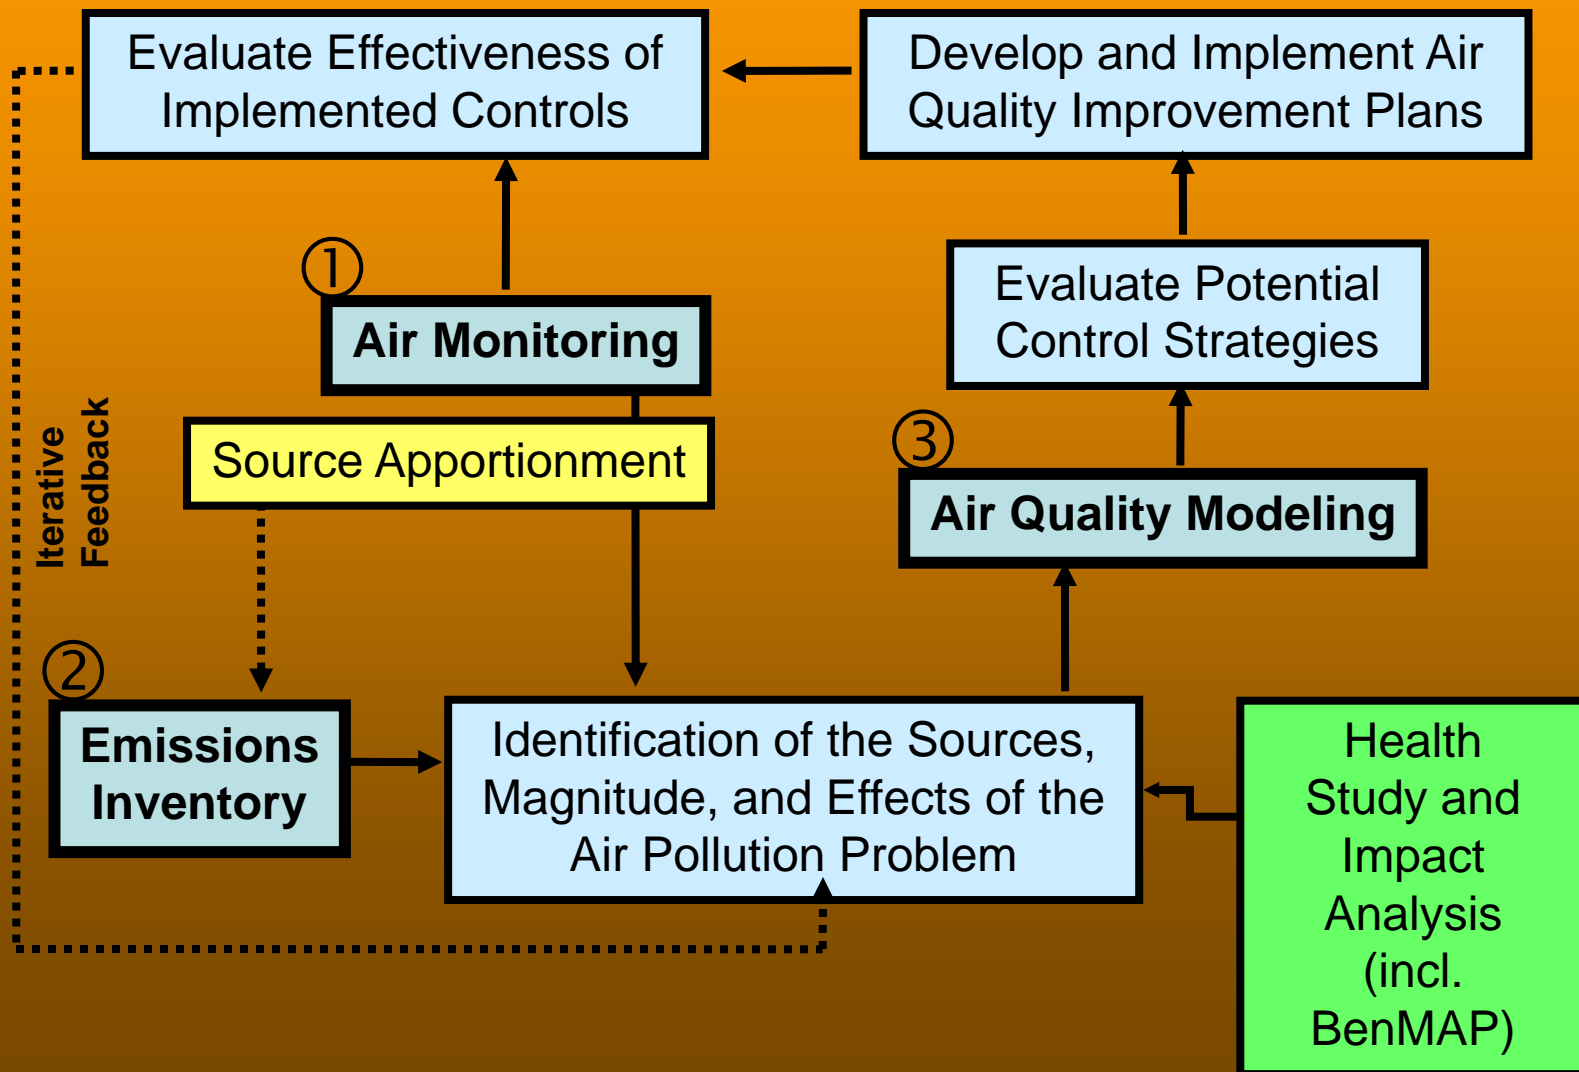 Evaluate Effectiveness of
Implemented Controls
Develop and Implement Air
Quality Improvement Plans
①
Air Monitoring
Evaluate Potential
Control Strategies
Source Apportionment
③
Air Quality Modeling
Iterative
Feedback
②
Emissions
Inventory
Identification of the Sources,
Magnitude, and Effects of the
Air Pollution Problem
Health
Study and
Impact
Analysis
(incl.
BenMAP)